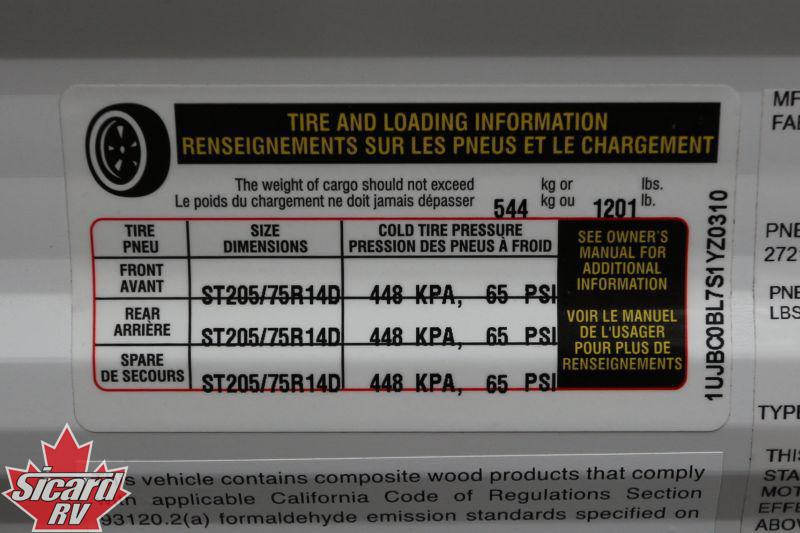 TIRE AND LOADING INFORMATION
RENSEIGNEMENTS SUR LES PNEUS ET LE CHARGEMENT
The weight of cargo should not exceed kg or lbs.
Le poids du chargement ne doit jamais dépasser 544 kg ou 1201 lb.
TIRE PNEU
SIZE DIMENSIONS
COLD TIRE PRESSURE
PRESSION DES PNEUS À FROID
FRONT AVANT
ST205/75R14D 448 KPA, 65 PSI
REAR ARRIÈRE
ST205/75R14D 448 KPA, 65 PSI
SPARE DE SECOURS
ST205/75R14D 448 KPA, 65 PSI
SEE OWNER'S
MANUAL FOR
ADDITIONAL
INFORMATION
VOIR LE MANUEL
DE L'USAGER
POUR PLUS DE
RENSEIGNEMENTS
1UJBC0BL7S1YZ0310
vehicle contains composite wood products that comply
applicable California Code of Regulations Section
93120.2(a) formaldehyde emission standards specified on
MF
FA
PNE
272
PNE
LBS
TYPE
THIS
STA
MOT
EFFE
ABOV
Sicard
RV